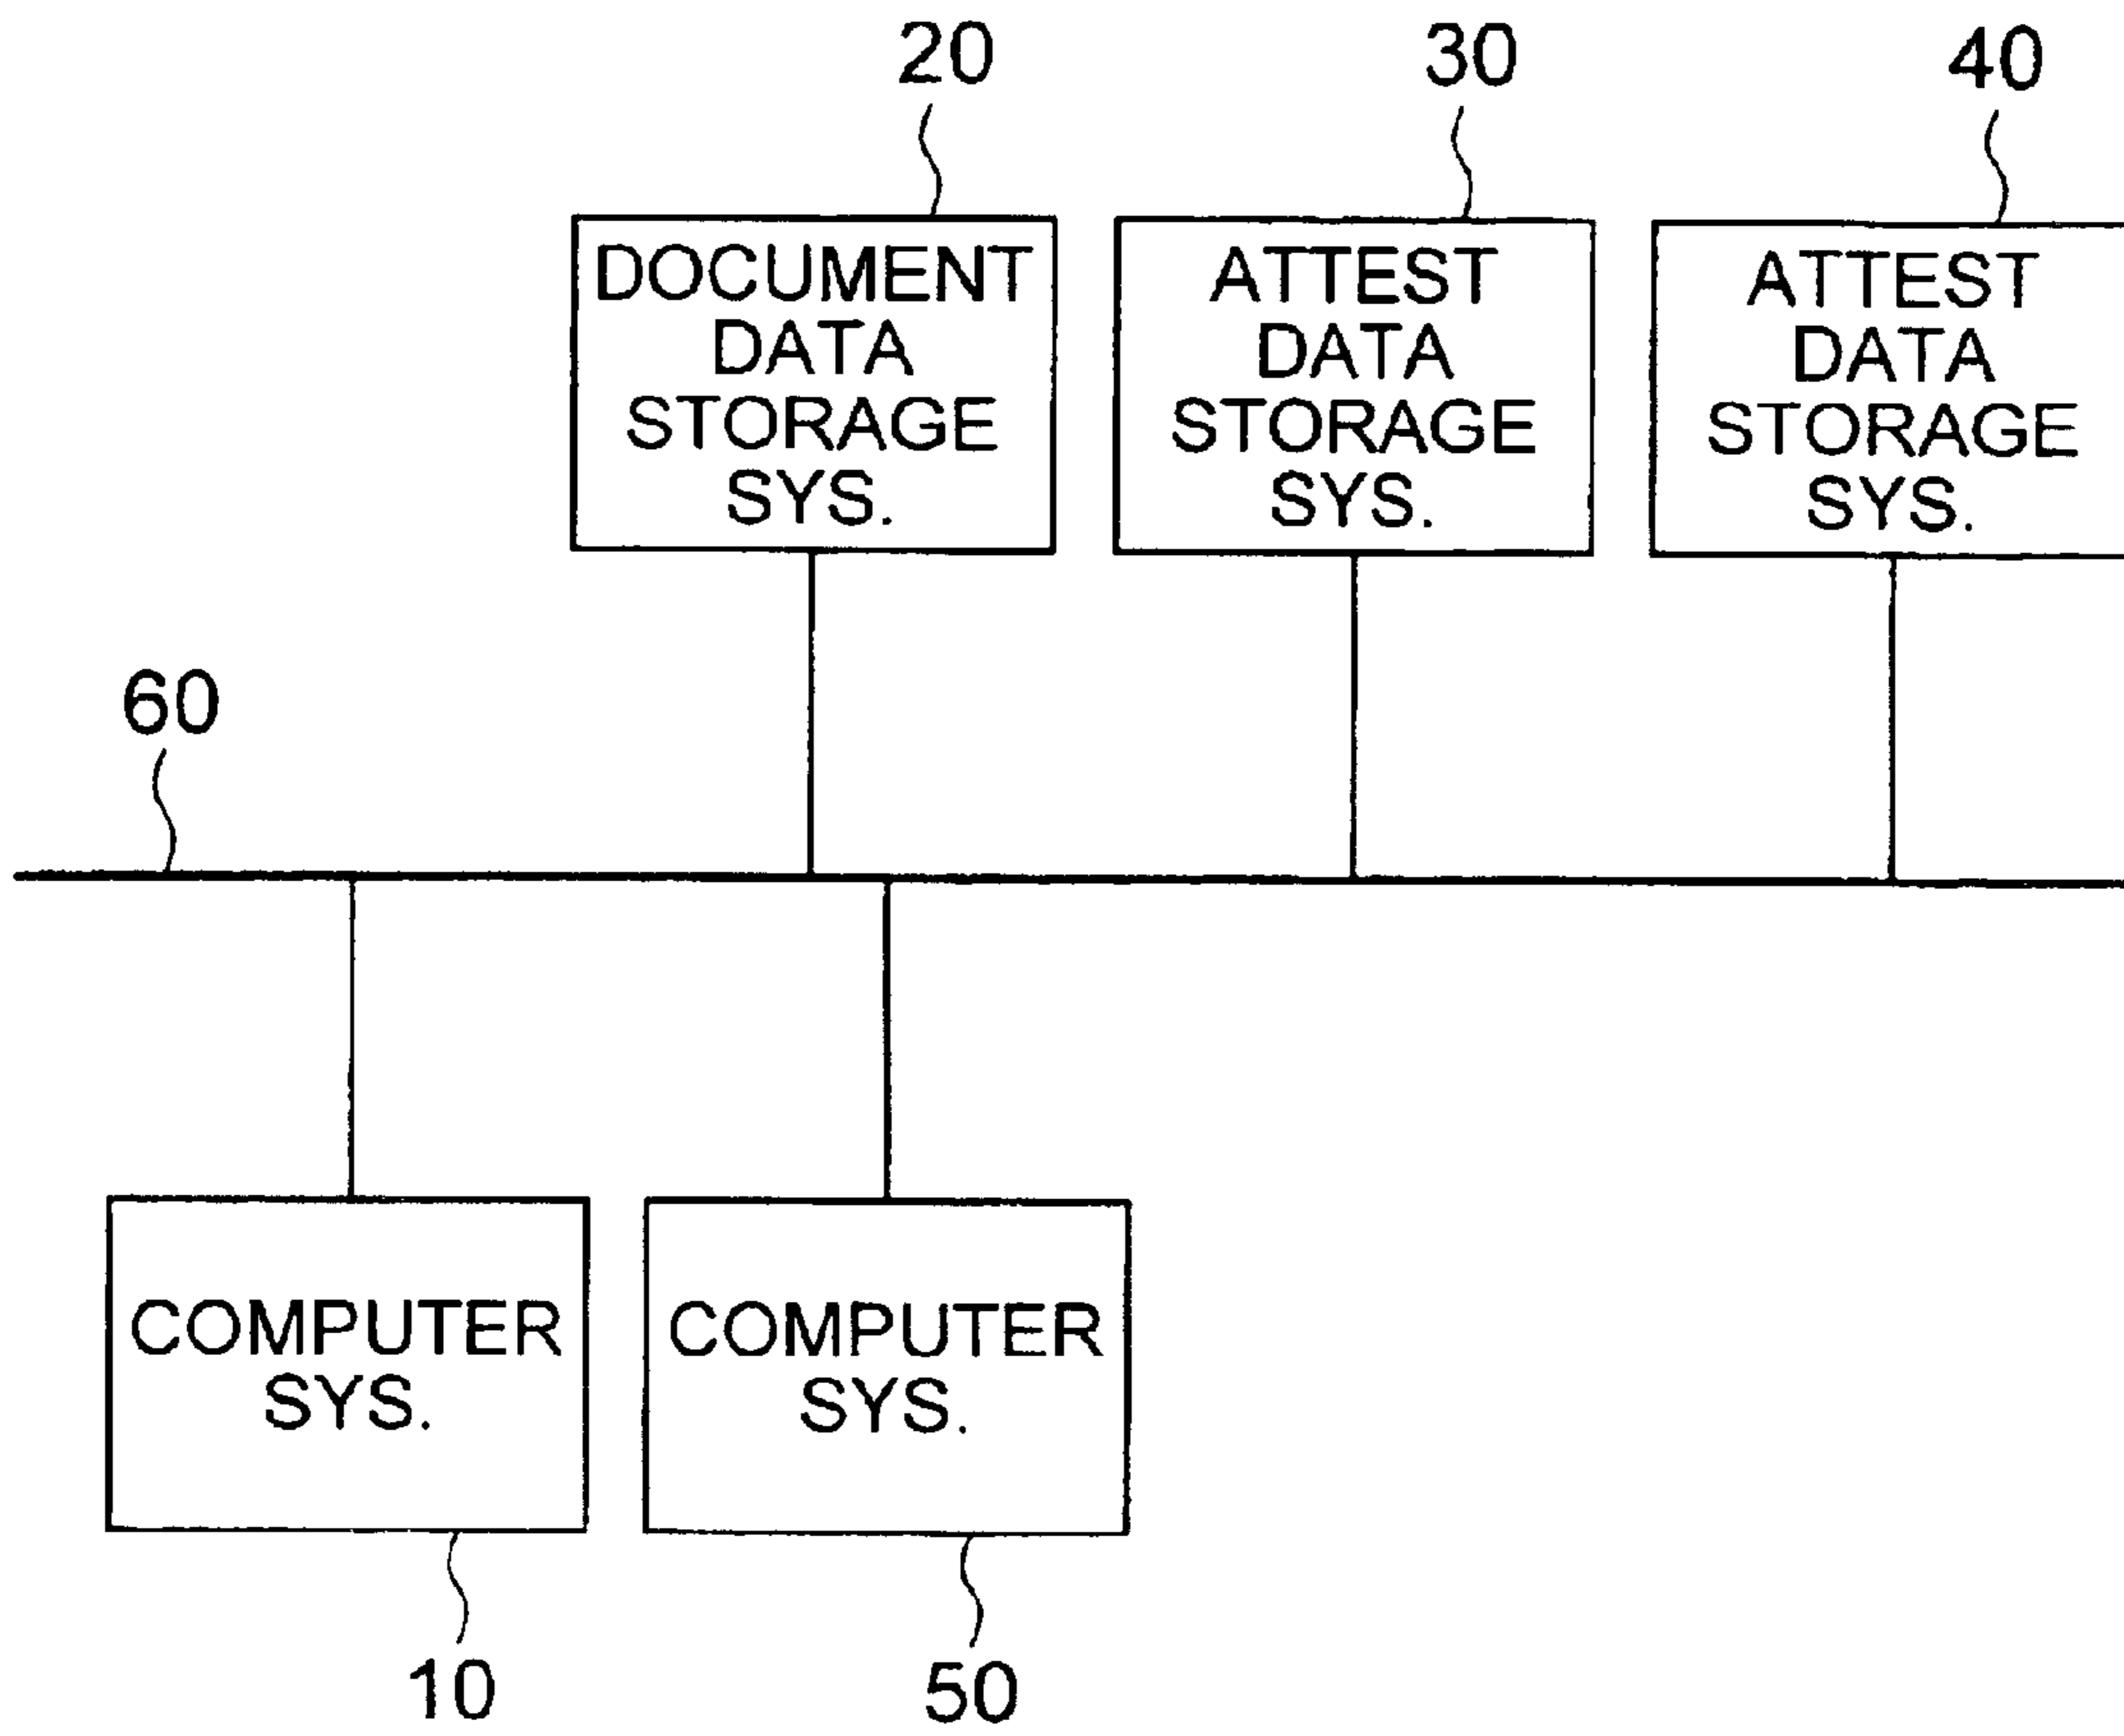 20
30
40
DOCUMENT
DATA
STORAGE
SYS.
ATTEST
DATA
STORAGE
SYS.
ATTEST
DATA
STORAGE
SYS.
60
COMPUTER
SYS.
COMPUTER
SYS.
10
50